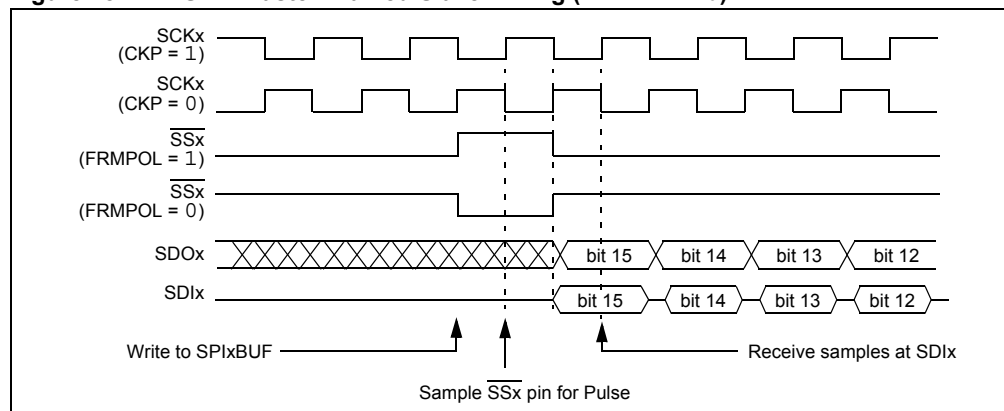 SCKx
(CKP = 1)
SCKx
(CKP = 0)
SSx
(FRMPOL = 1)
SSx
(FRMPOL = 0)
SDOx bit 15 bit 14 bit 13 bit 12
SDIx bit 15 bit 14 bit 13 bit 12
Write to SPIxBUF Receive samples at SDIx
Sample SSx pin for Pulse